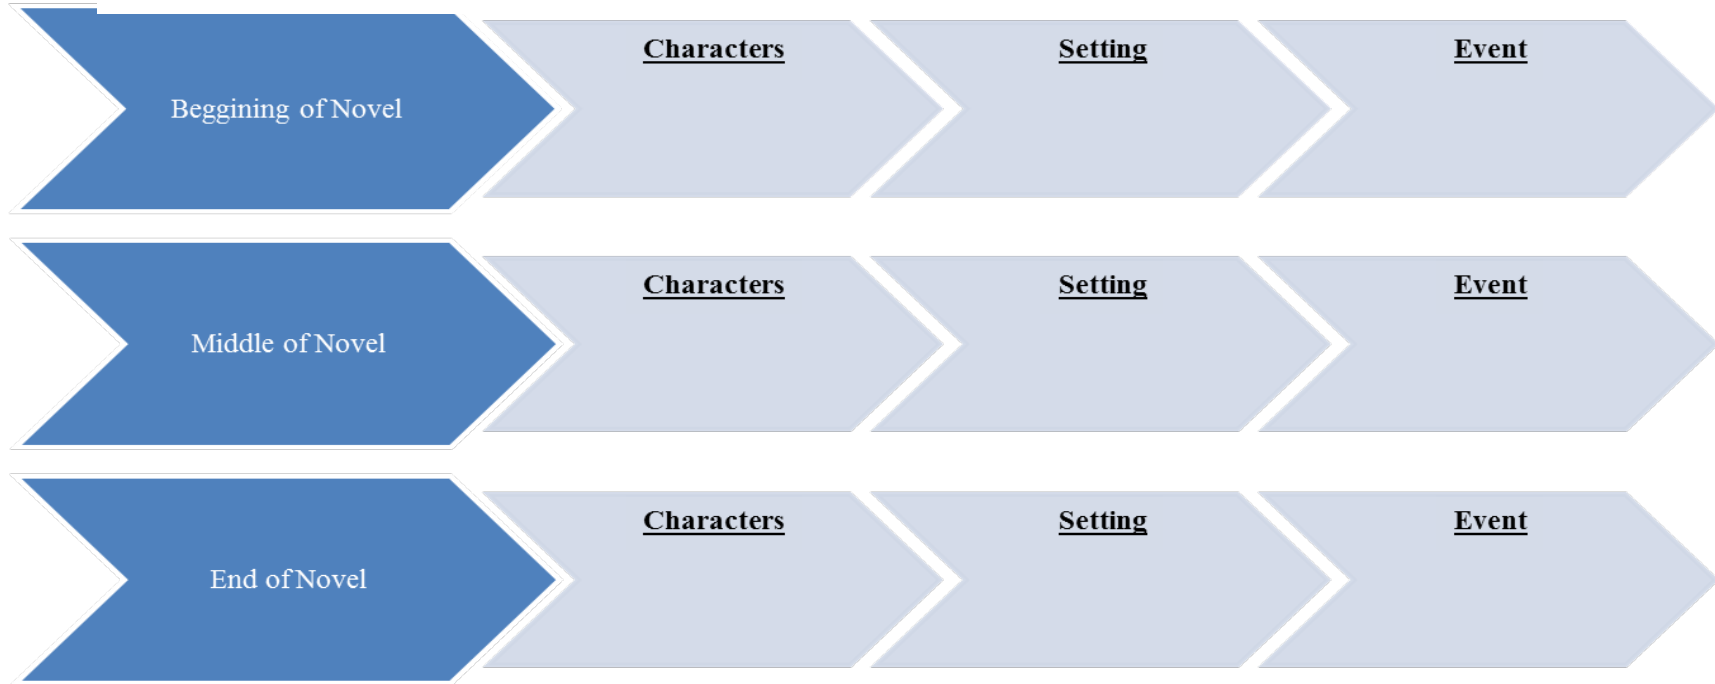 Beggining of Novel
Characters
Setting
Event
Middle of Novel
Characters
Setting
Event
End of Novel
Characters
Setting
Event